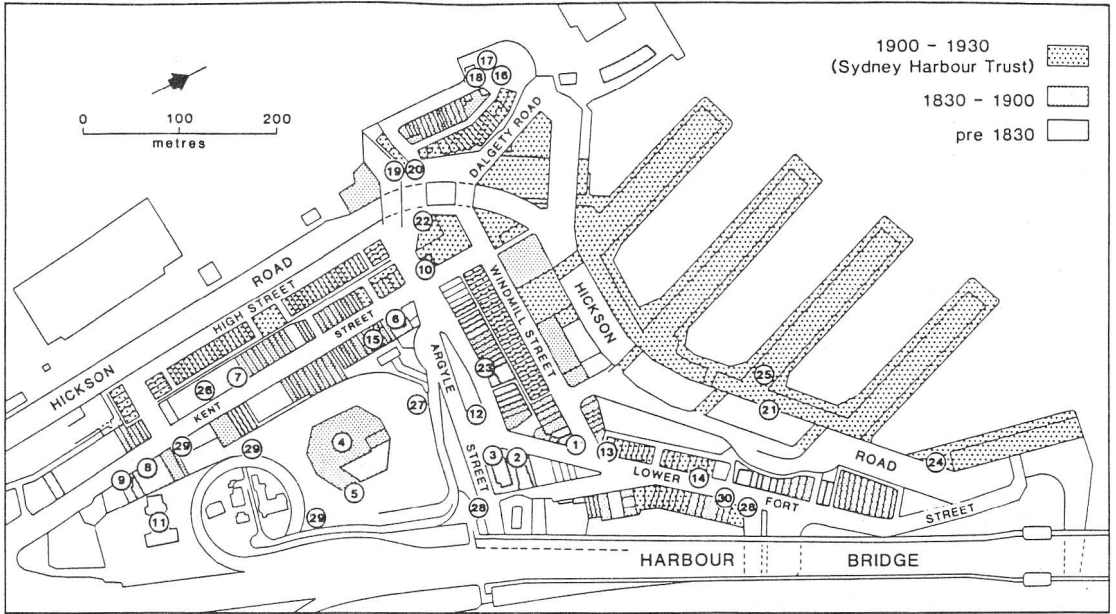 1900 - 1930
(Sydney Harbour Trust)
1830 - 1900
pre 1830
0 100 200
metres
17
18 16
DALGETY ROAD
19 20
22
10
ROAD
HIGH STREET
HICKSON
WINDMILL STREET
HICKSON
STREET
6
15
ARGYLE
23
7
26
KENT
27
12
25
21
4
29
29
1
13
3 2
LOWER
14
ROAD
24
8
9
5
STREET
28
30
28
FORT
STREET
11
29
HARBOUR BRIDGE